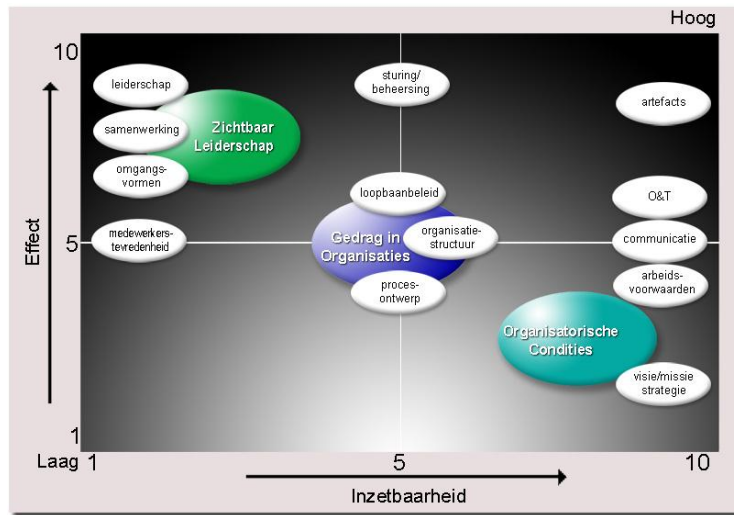 Hoog
10
leiderschap
sturing/
beheersing
artefacts
samenwerking
Zichtbaar
Leiderschap
omgangs-
vormen
loopbaanbeleid
O&T
Effect
5
medewerkers-
tevredenheid
Gedrag in
Organisaties
organisatie-
structuur
communicatie
proces-
ontwerp
arbeids-
voorwaarden
Organisatorische
Condities
visie/missie
strategie
1
Laag
1
5
10
Inzetbaarheid